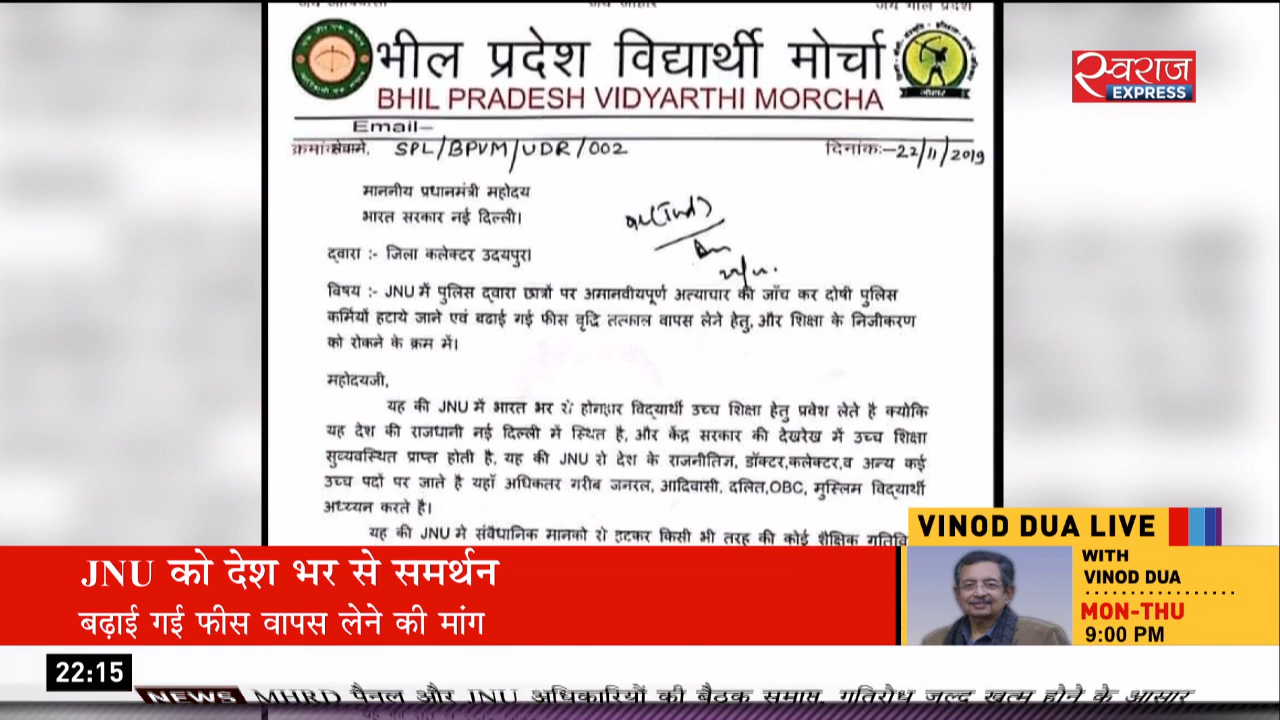 भील प्रदेश विद्यार्थी मोर्चा
BHIL PRADESH VIDYARTHI MORCHA
स्वराज EXPRESS
Email–
SPL/BPVM/UDR/002
दिनांक:–22/11/2019
माननीय प्रधानमंत्री महोदय
भारत सरकार नई दिल्ली।
द्वारा :- जिला कलेक्टर उदयपुर।
विषय :- JNU में पुलिस द्वारा छात्रों पर अमानवीयपूर्ण अत्याचार की जाँच कर दोषी पुलिस
कर्मियों हटाये जाने एवं बढाई गई फीस वृद्धि तत्काल वापस लेने हेतु, और शिक्षा के निजीकरण
को रोकने के क्रम में।
महोदयजी,
यह की JNU में भारत भर से होनहार विद्यार्थी उच्च शिक्षा हेतु प्रवेश लेते है क्योकि
यह देश की राजधानी नई दिल्ली में स्थित है, और केंद्र सरकार की देखरेख में उच्च शिक्षा
सुव्यवस्थित प्राप्त होती है, यह की JNU से देश के राजनीतिज्ञ, डॉक्टर,कलेक्टर,व अन्य कई
उच्च पदों पर जाते है यहाँ अधिकतर गरीब जनरल, आदिवासी, दलित,OBC, मुस्लिम विद्यार्थी
अध्ययन करते है।
यह की JNU मे संवैधानिक मानको से हटकर किसी भी तरह की कोई शैक्षिक
VINOD DUA LIVE
WITH
VINOD DUA
MON-THU
9:00 PM
JNU को देश भर से समर्थन
बढ़ाई गई फीस वापस लेने की मांग
22:15
NEWS MHRD पैनल और JNU अधिकारियों की बैठक समाप्त, गतिरोध जल्द खत्म होने के आसार